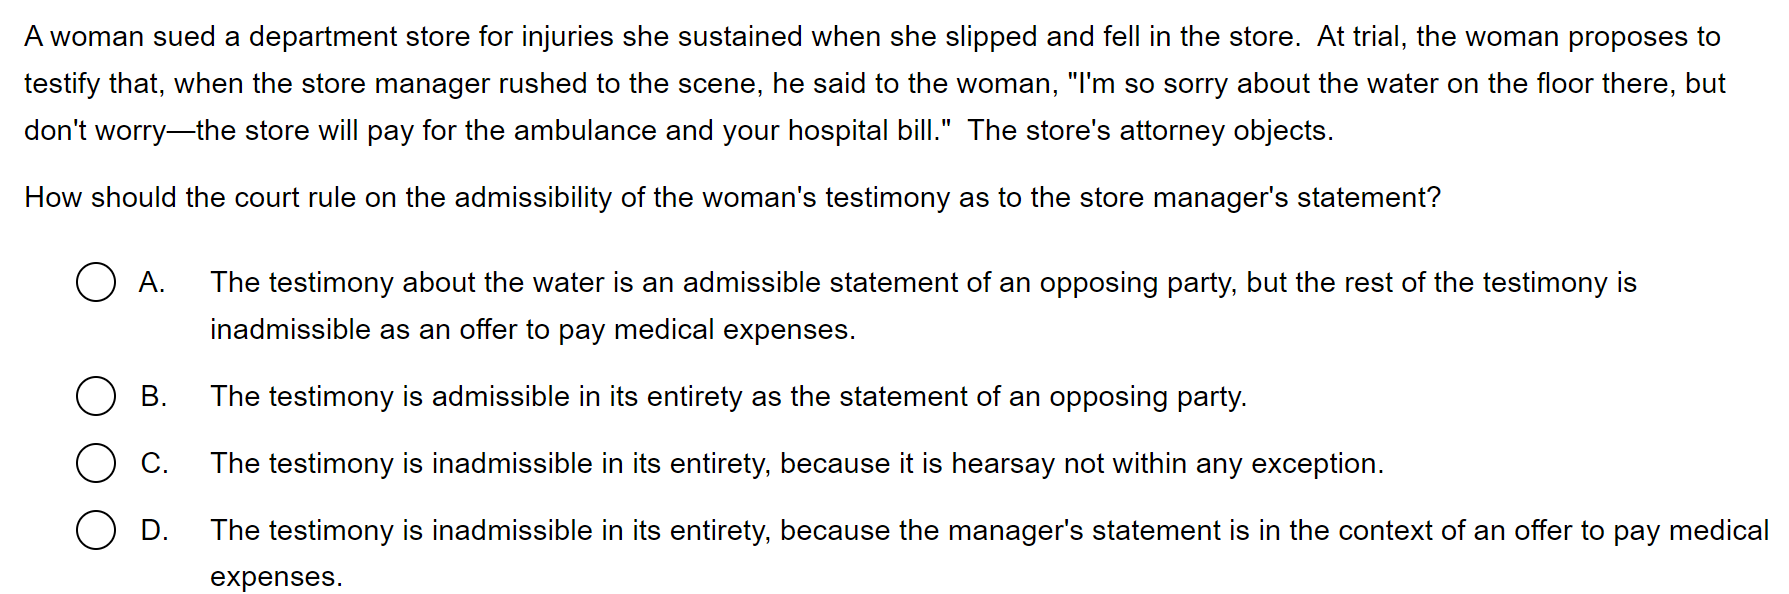 A woman sued a department store for injuries she sustained when she slipped and fell in the store.  At trial, the woman proposes to
testify that, when the store manager rushed to the scene, he said to the woman, "I'm so sorry about the water on the floor there, but
don't worry—the store will pay for the ambulance and your hospital bill."  The store's attorney objects.
How should the court rule on the admissibility of the woman's testimony as to the store manager's statement?
A. The testimony about the water is an admissible statement of an opposing party, but the rest of the testimony is
inadmissible as an offer to pay medical expenses.
B. The testimony is admissible in its entirety as the statement of an opposing party.
C. The testimony is inadmissible in its entirety, because it is hearsay not within any exception.
D. The testimony is inadmissible in its entirety, because the manager's statement is in the context of an offer to pay medical
expenses.